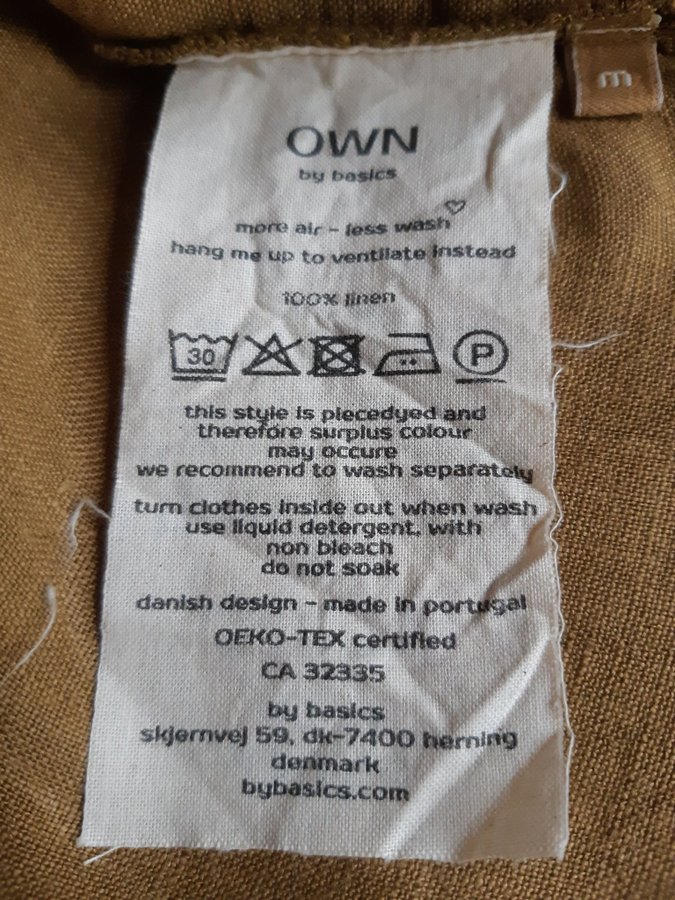 OWN
by basics
more air – less wash
hang me up to ventilate instead
100% linen
30
P
this style is piecedyed and
therefore surplus colour
may occure
we recommend to wash separately
turn clothes inside out when wash
use liquid detergent, with
non bleach
do not soak
danish design – made in portugal
OEKO-TEX certified
CA 32335
by basics
skjernvej 59, dk-7400 herning
denmark
bybasics.com
m